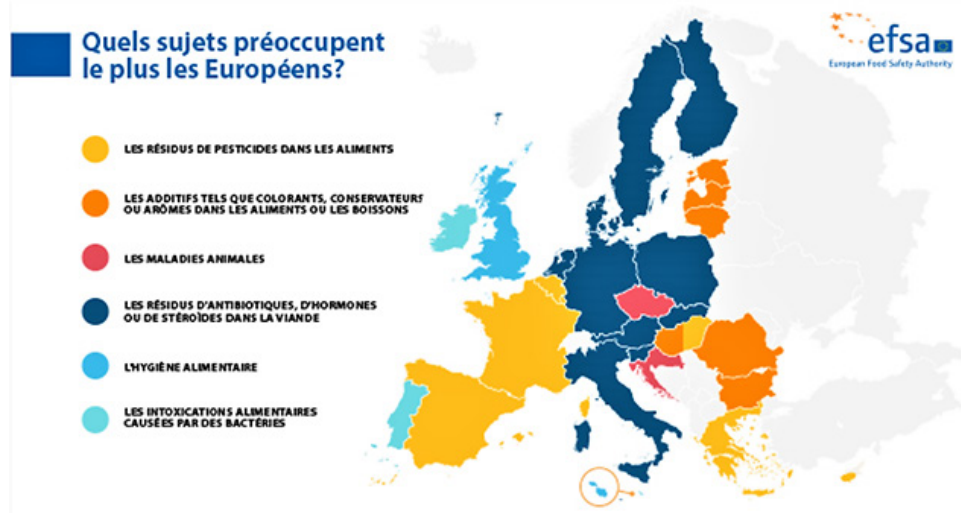 Quels sujets préoccupent
le plus les Européens?
efsa
European Food Safety Authority
LES RÉSIDUS DE PESTICIDES DANS LES ALIMENTS
LES ADDITIFS TELS QUE COLORANTS, CONSERVATEURS
OU ARÔMES DANS LES ALIMENTS OU LES BOISSONS
LES MALADIES ANIMALES
LES RÉSIDUS D'ANTIBIOTIQUES, D'HORMONES
OU DE STÉROÏDES DANS LA VIANDE
L'HYGIÈNE ALIMENTAIRE
LES INTOXICATIONS ALIMENTAIRES
CAUSÉES PAR DES BACTÉRIES